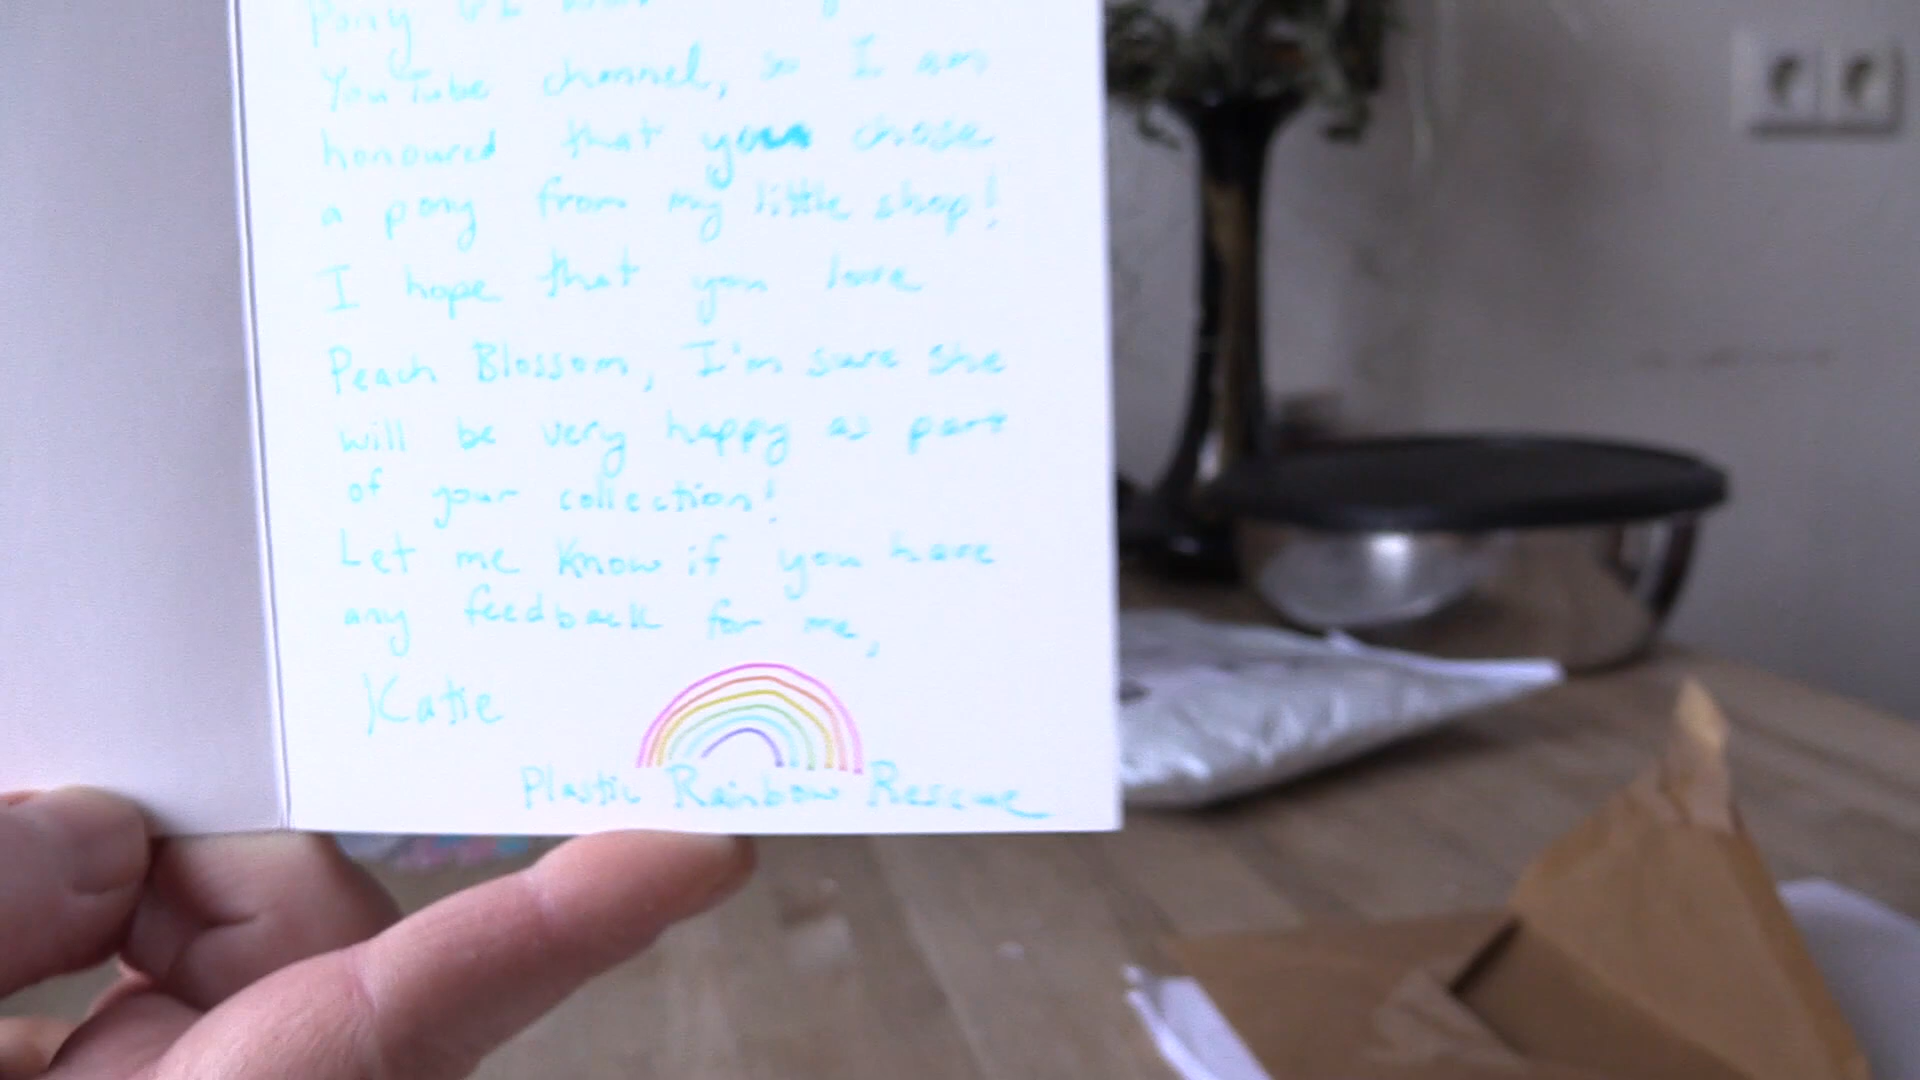 Pony
YouTube channel, so I am
honoured that you chose
a pony from my little shop!
I hope that you love
Peach Blossom, I'm sure she
will be very happy as part
of your collection!
Let me know if you have
any feedback for me,
Katie
Plastic Rainbow Rescue